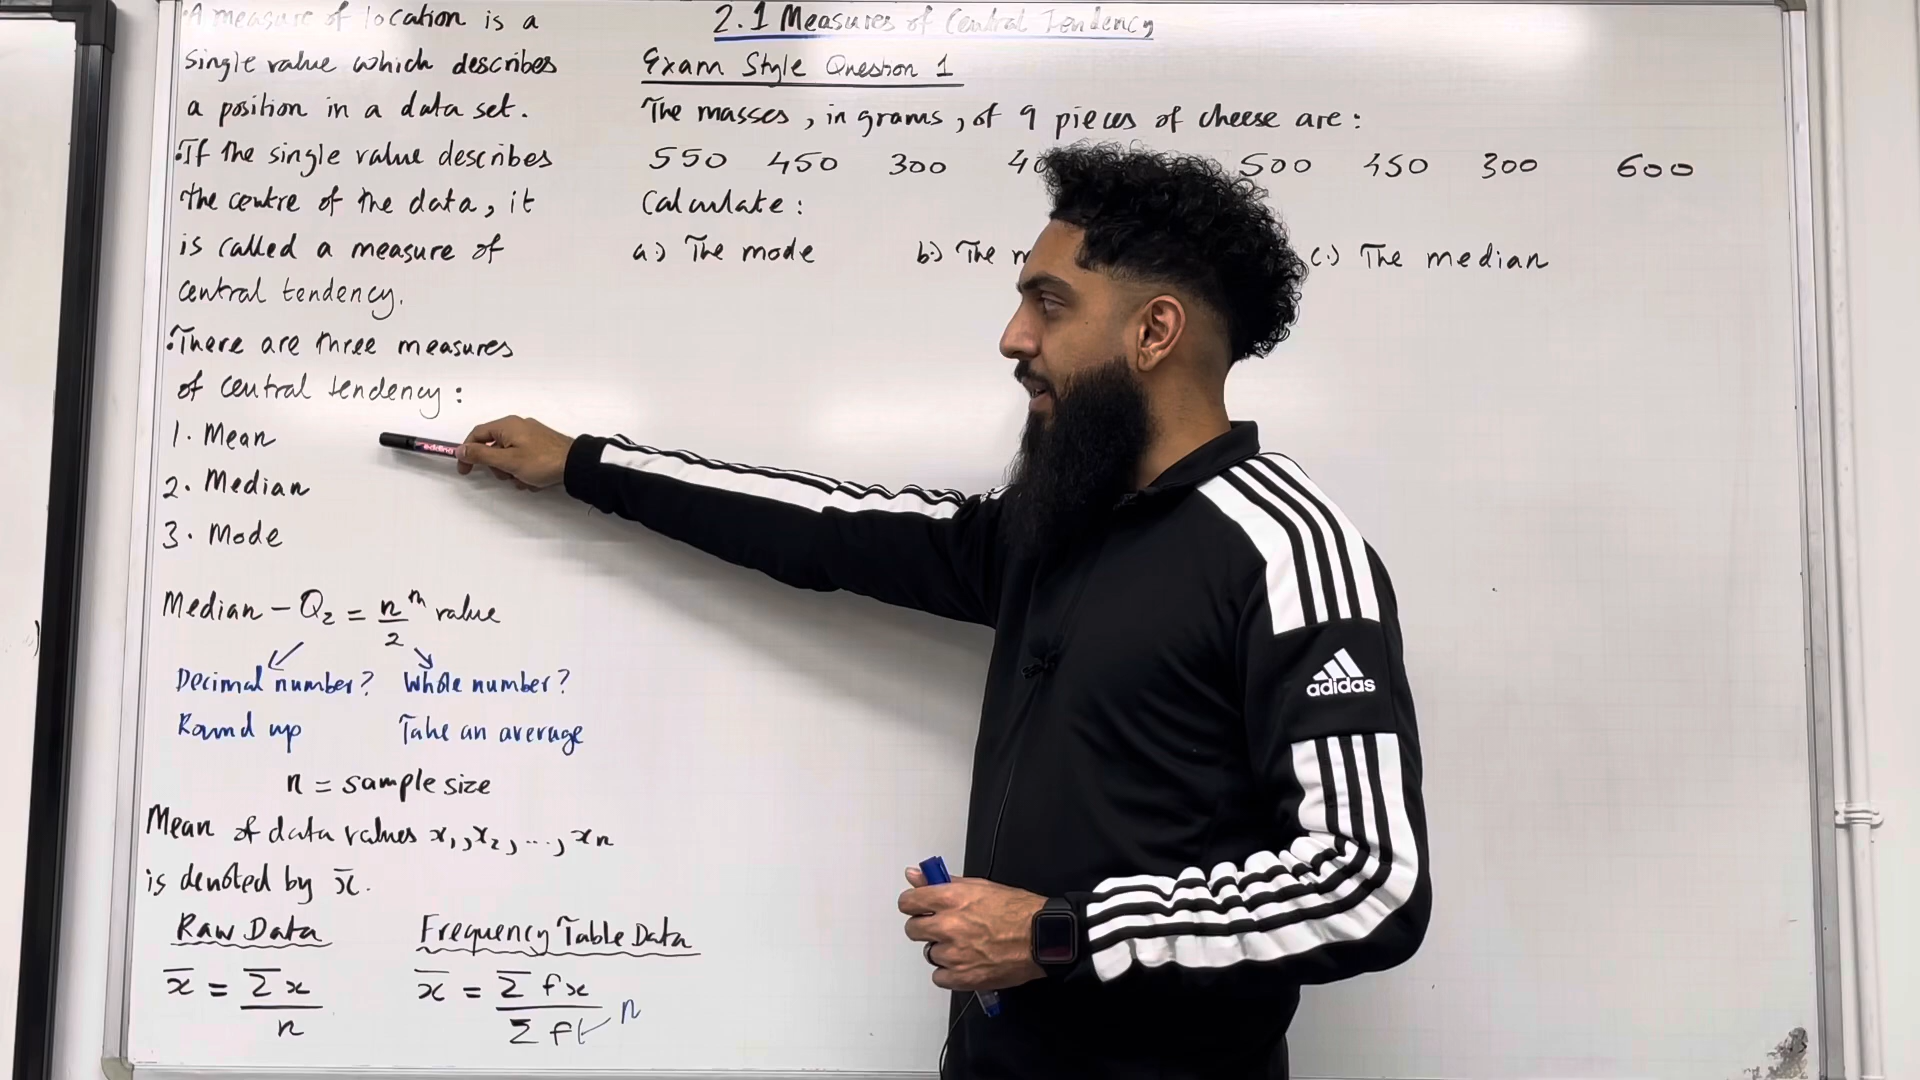 2.1 Measures of Central Tendency
·A measure of location is a
single value which describes
a position in a data set.
·If the single value describes
the centre of the data, it
is called a measure of
central tendency.
·There are three measures
of central tendency:
1. Mean
2. Median
3. Mode
Median - Q₂ = n/2 th value
Decimal number? Whole number?
Round up Take an average
n = sample size
Mean of data values x₁, x₂, ..., xₙ
is denoted by x̄.
Raw Data Frequency Table Data
x̄ = Σx/n x̄ = Σfx/Σf n
Exam Style Question 1
The masses, in grams, of 9 pieces of cheese are:
550 450 300 500 450 300 600
Calculate:
a.) The mode b.) The c.) The median
edding
adidas